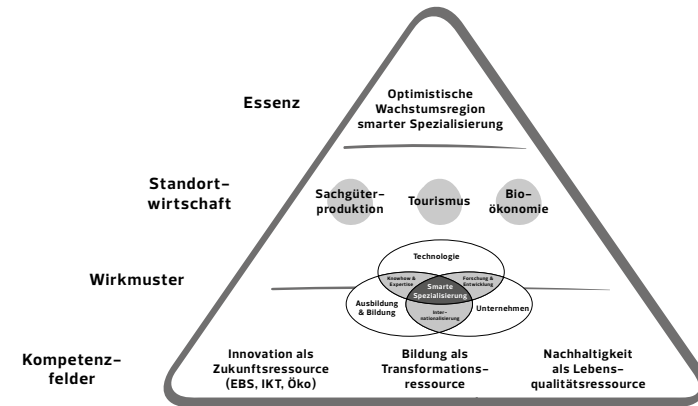 Essenz
Optimistische
Wachstumsregion
smarter Spezialisierung
Standort-
wirtschaft
Sachgüter-
produktion
Tourismus
Bio-
ökonomie
Wirkmuster
Technologie
Knowhow &
Expertise
Forschung &
Entwicklung
Smarte
Spezialisierung
Ausbildung
& Bildung
Inter-
nationalisierung
Unternehmen
Kompetenz-
felder
Innovation als
Zukunftsressource
(EBS, IKT, Öko)
Bildung als
Transformations-
ressource
Nachhaltigkeit
als Lebens-
qualitätsressource